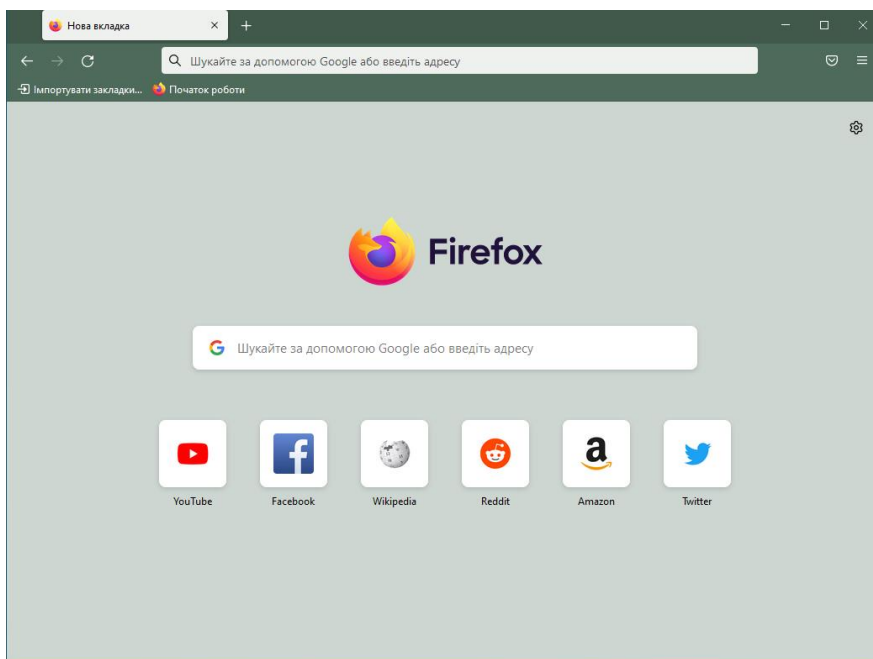 Нова вкладка
Шукайте за допомогою Google або введіть адресу
Імпортувати закладки... Початок роботи
Firefox
Шукайте за допомогою Google або введіть адресу
YouTube Facebook Wikipedia Reddit Amazon Twitter